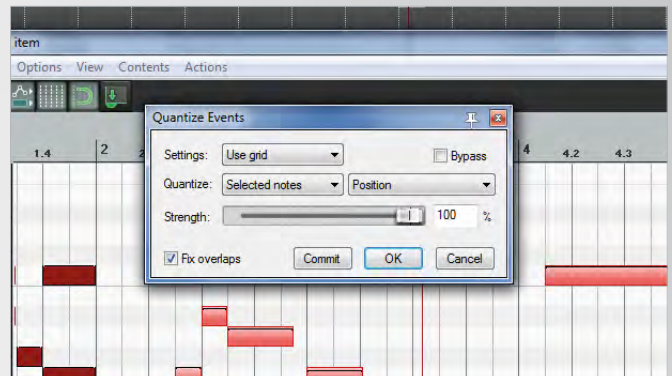 item
Options View Contents Actions
Quantize Events
1.4 2 2 4 4.2 4.3
Settings: Use grid Bypass
Quantize: Selected notes Position
Strength: 100 %
Fix overlaps Commit OK Cancel